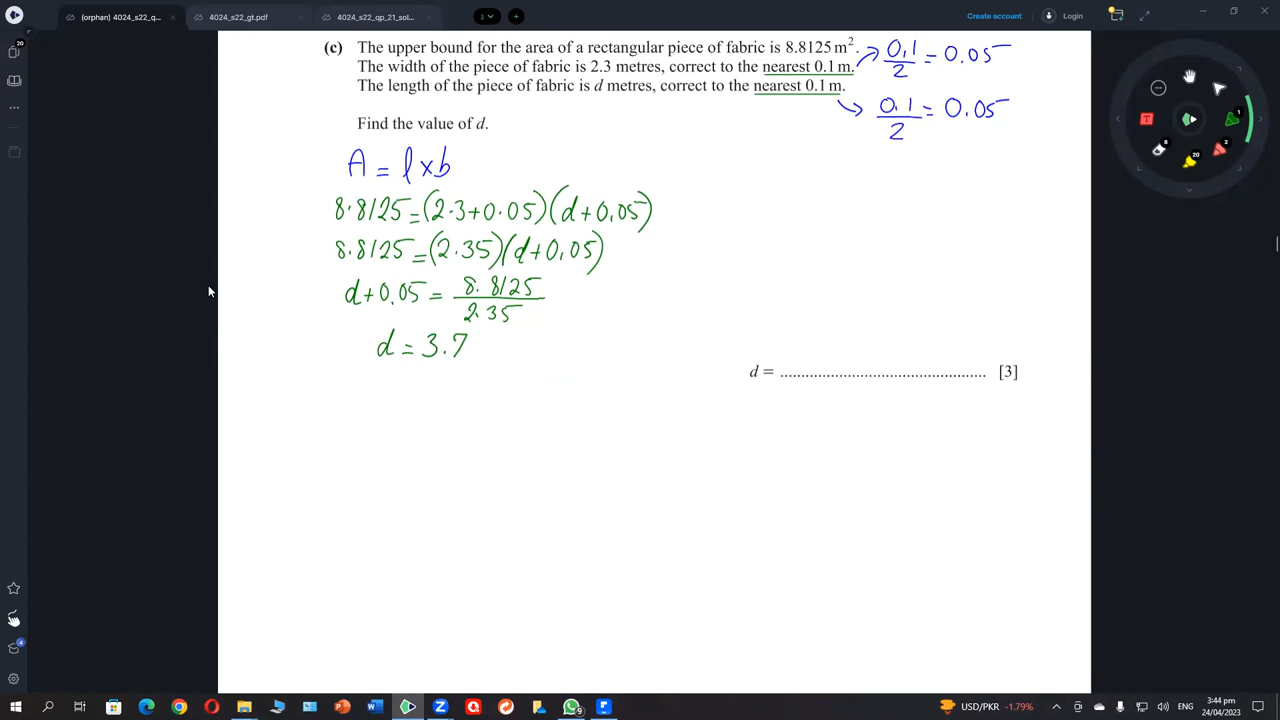 (orphan) 4024_s22_q...
4024_s22_gt.pdf
4024_s22_qp_21_sol...
3
Create account
Login
(c) The upper bound for the area of a rectangular piece of fabric is 8.8125 m².
The width of the piece of fabric is 2.3 metres, correct to the nearest 0.1 m.
The length of the piece of fabric is d metres, correct to the nearest 0.1 m.
0.1/2 = 0.05
0.1/2 = 0.05
Find the value of d.
A = l × b
8.8125 = (2.3 + 0.05)(d + 0.05)
8.8125 = (2.35)(d + 0.05)
d + 0.05 = 8.8125/2.35
d = 3.7
d = ................................................ [3]
USD/PKR -1.79%
ENG
3:44 pm
24/04/2023